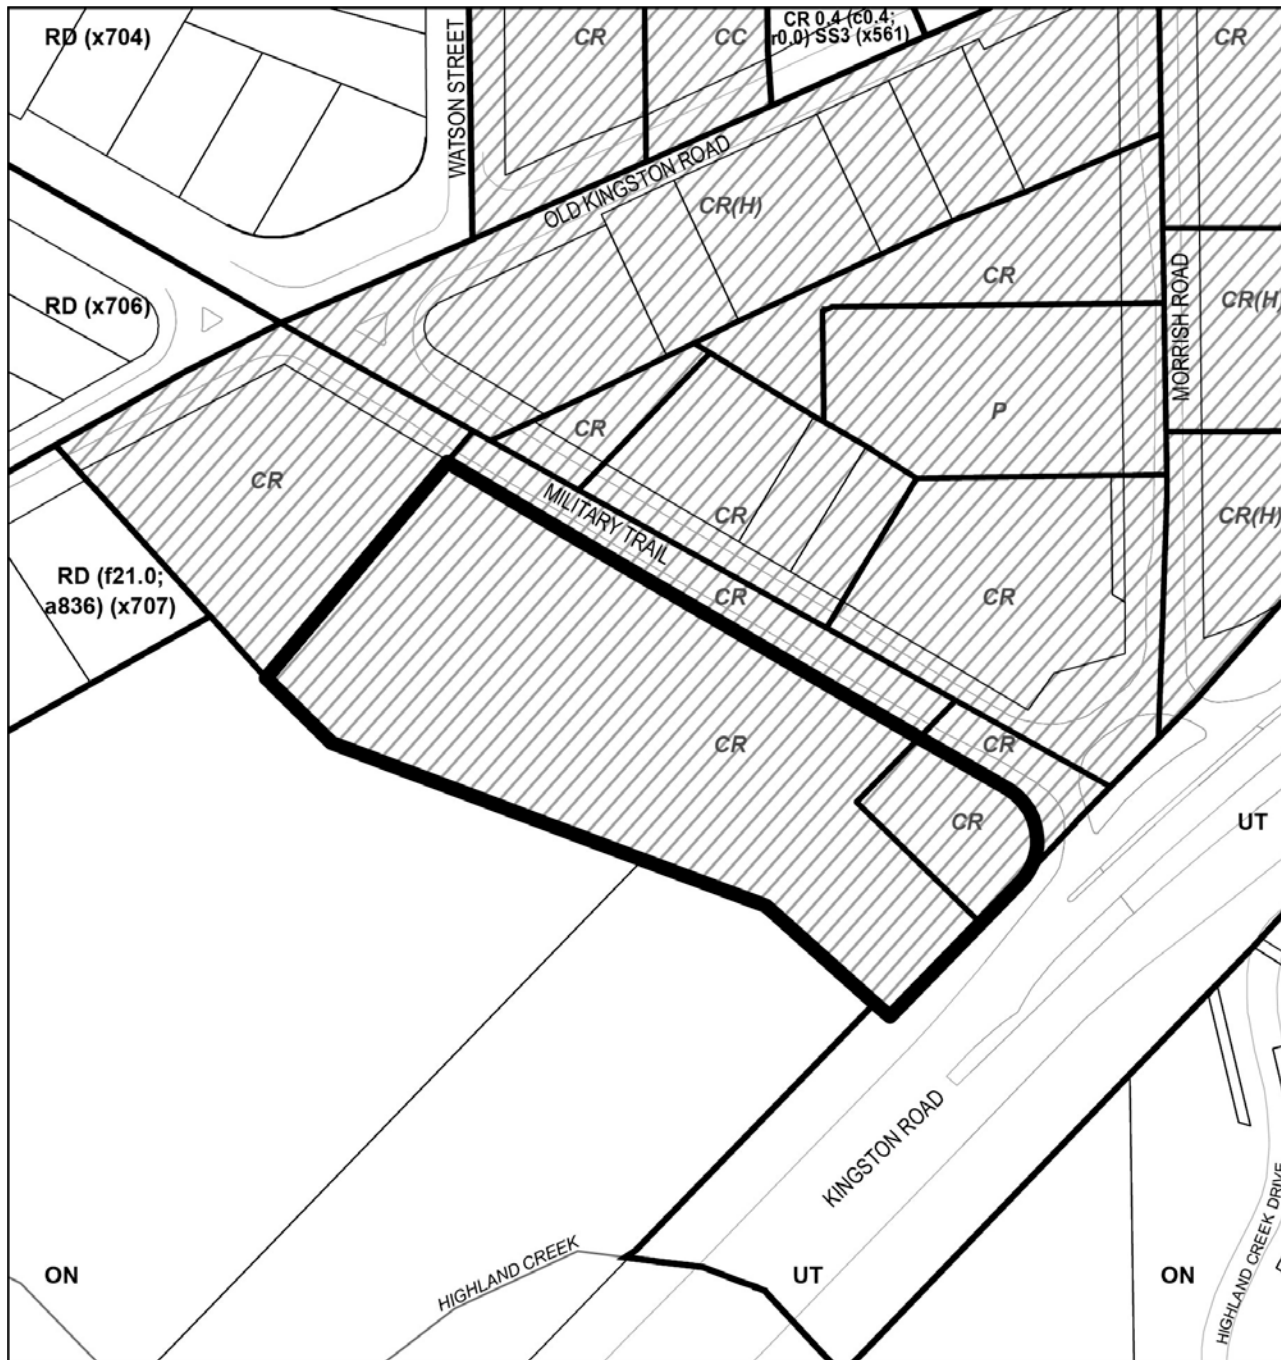 RD (x704)
WATSON STREET
CR
CC
CR 0.4 (c0.4;
r0.0) SS3 (x561)
CR
OLD KINGSTON ROAD
CR(H)
RD (x706)
CR
MORRISH ROAD
CR(H)
CR
P
CR
MILITARY TRAIL
CR
CR(H)
RD (f21.0;
a836) (x707)
CR
CR
CR
CR
CR
UT
KINGSTON ROAD
HIGHLAND CREEK
HIGHLAND CREEK DRIVE
ON
UT
ON